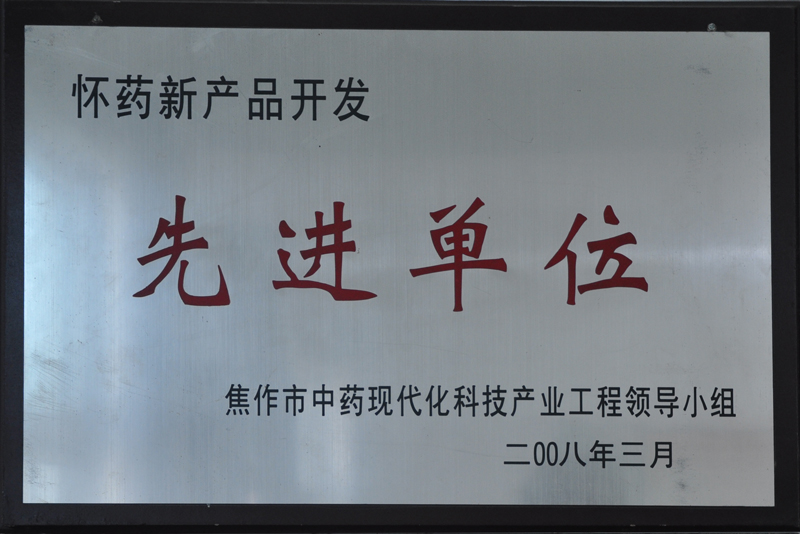 怀药新产品开发
先进单位
焦作市中药现代化科技产业工程领导小组
二00八年三月